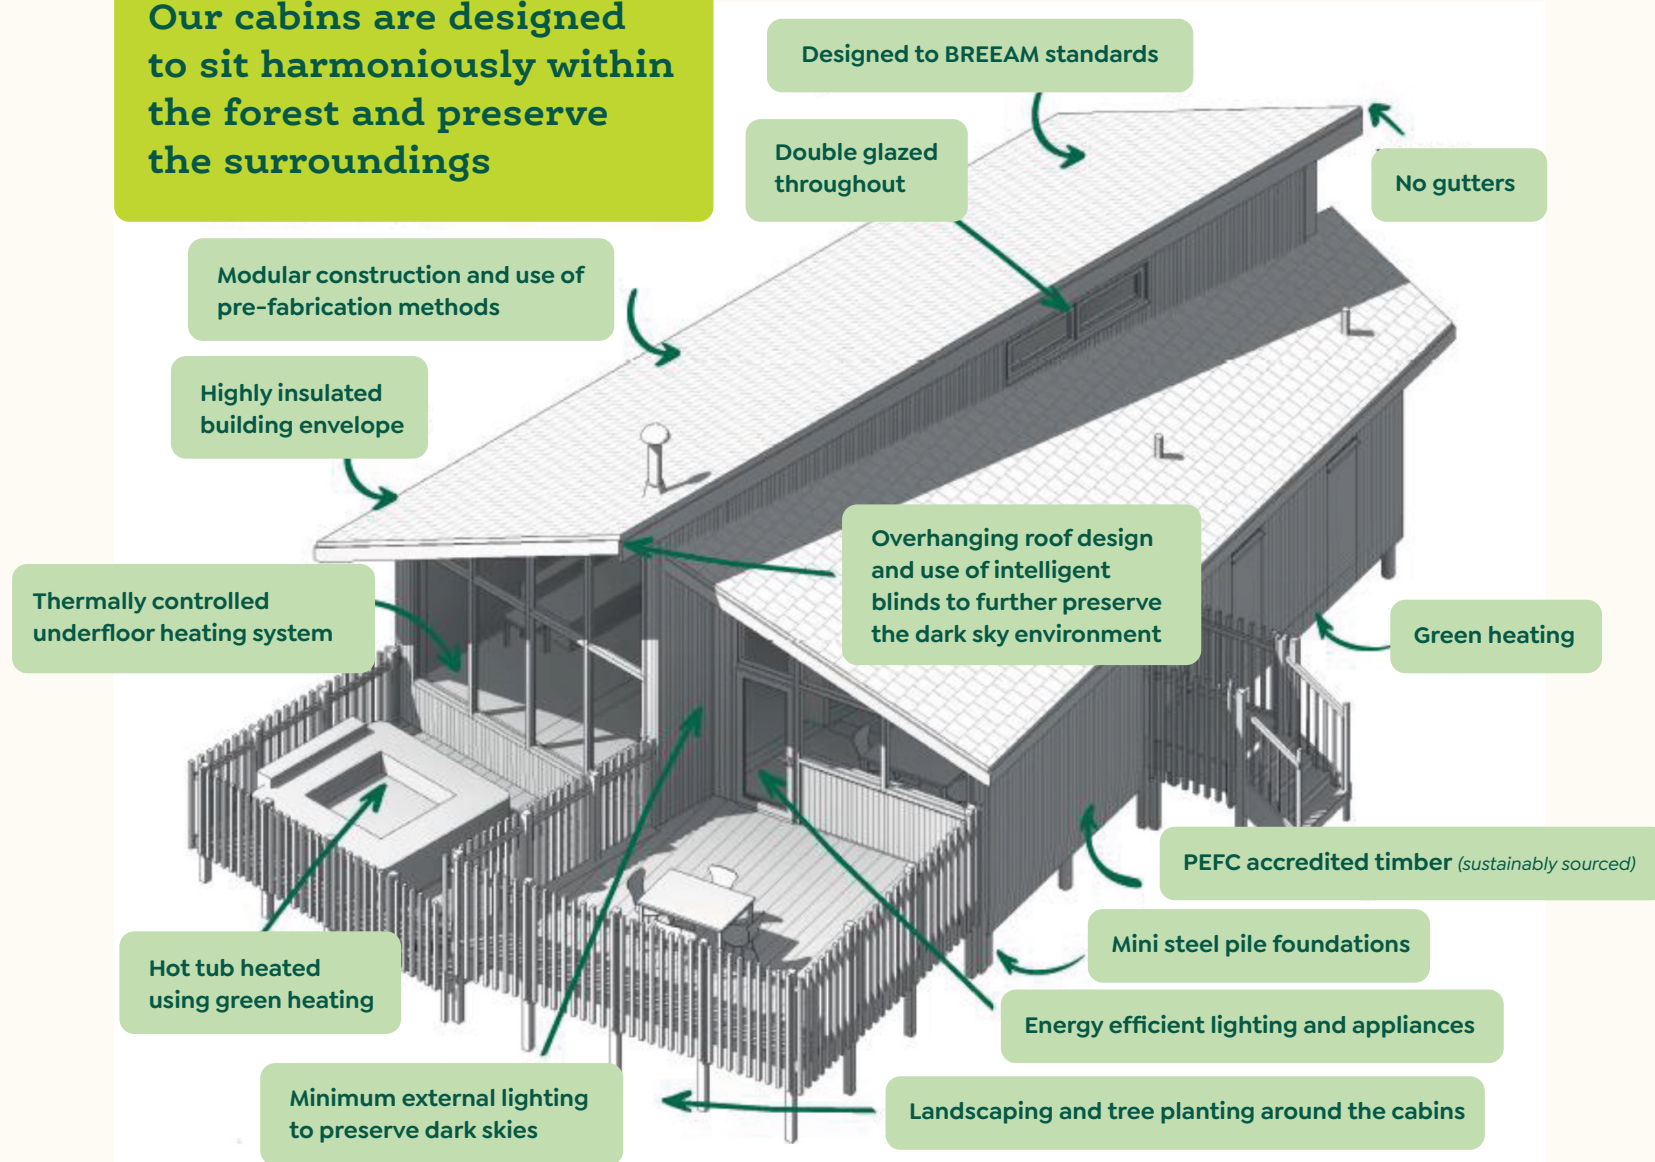 Our cabins are designed
to sit harmoniously within
the forest and preserve
the surroundings
Designed to BREEAM standards
Double glazed
throughout
No gutters
Modular construction and use of
pre-fabrication methods
Highly insulated
building envelope
Overhanging roof design
and use of intelligent
blinds to further preserve
the dark sky environment
Thermally controlled
underfloor heating system
Green heating
PEFC accredited timber (sustainably sourced)
Mini steel pile foundations
Hot tub heated
using green heating
Energy efficient lighting and appliances
Minimum external lighting
to preserve dark skies
Landscaping and tree planting around the cabins